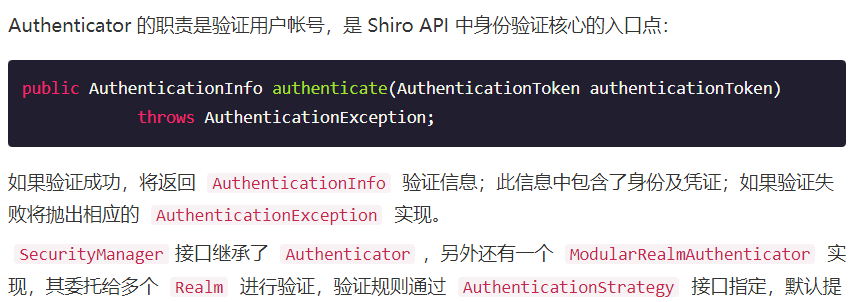 Authenticator 的职责是验证用户帐号，是 Shiro API 中身份验证核心的入口点：
public AuthenticationInfo authenticate(AuthenticationToken authenticationToken)
throws AuthenticationException;
如果验证成功，将返回 AuthenticationInfo 验证信息；此信息中包含了身份及凭证；如果验证失
败将抛出相应的 AuthenticationException 实现。
SecurityManager 接口继承了 Authenticator ，另外还有一个 ModularRealmAuthenticator 实
现，其委托给多个 Realm 进行验证，验证规则通过 AuthenticationStrategy 接口指定，默认提